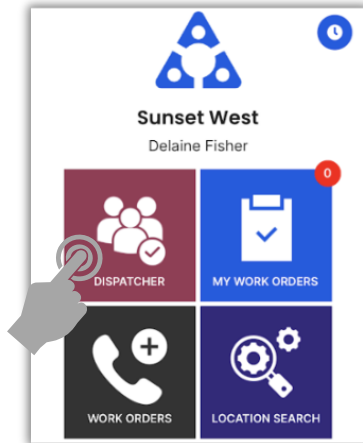 Sunset West
Delaine Fisher
0
DISPATCHER
MY WORK ORDERS
WORK ORDERS
LOCATION SEARCH